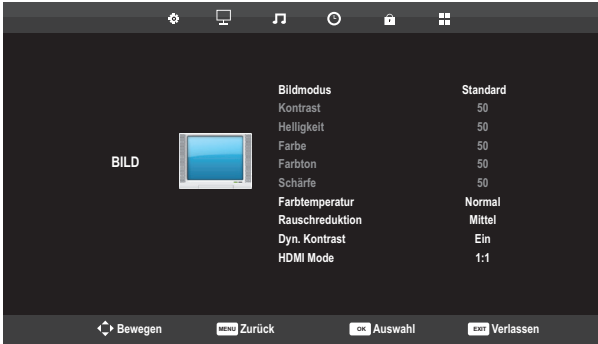 Bildmodus Standard
Kontrast 50
Helligkeit 50
Farbe 50
BILD
Farbton 50
Schärfe 50
Farbtemperatur Normal
Rauschreduktion Mittel
Dyn. Kontrast Ein
HDMI Mode 1:1
Bewegen MENU Zurück OK Auswahl EXIT Verlassen